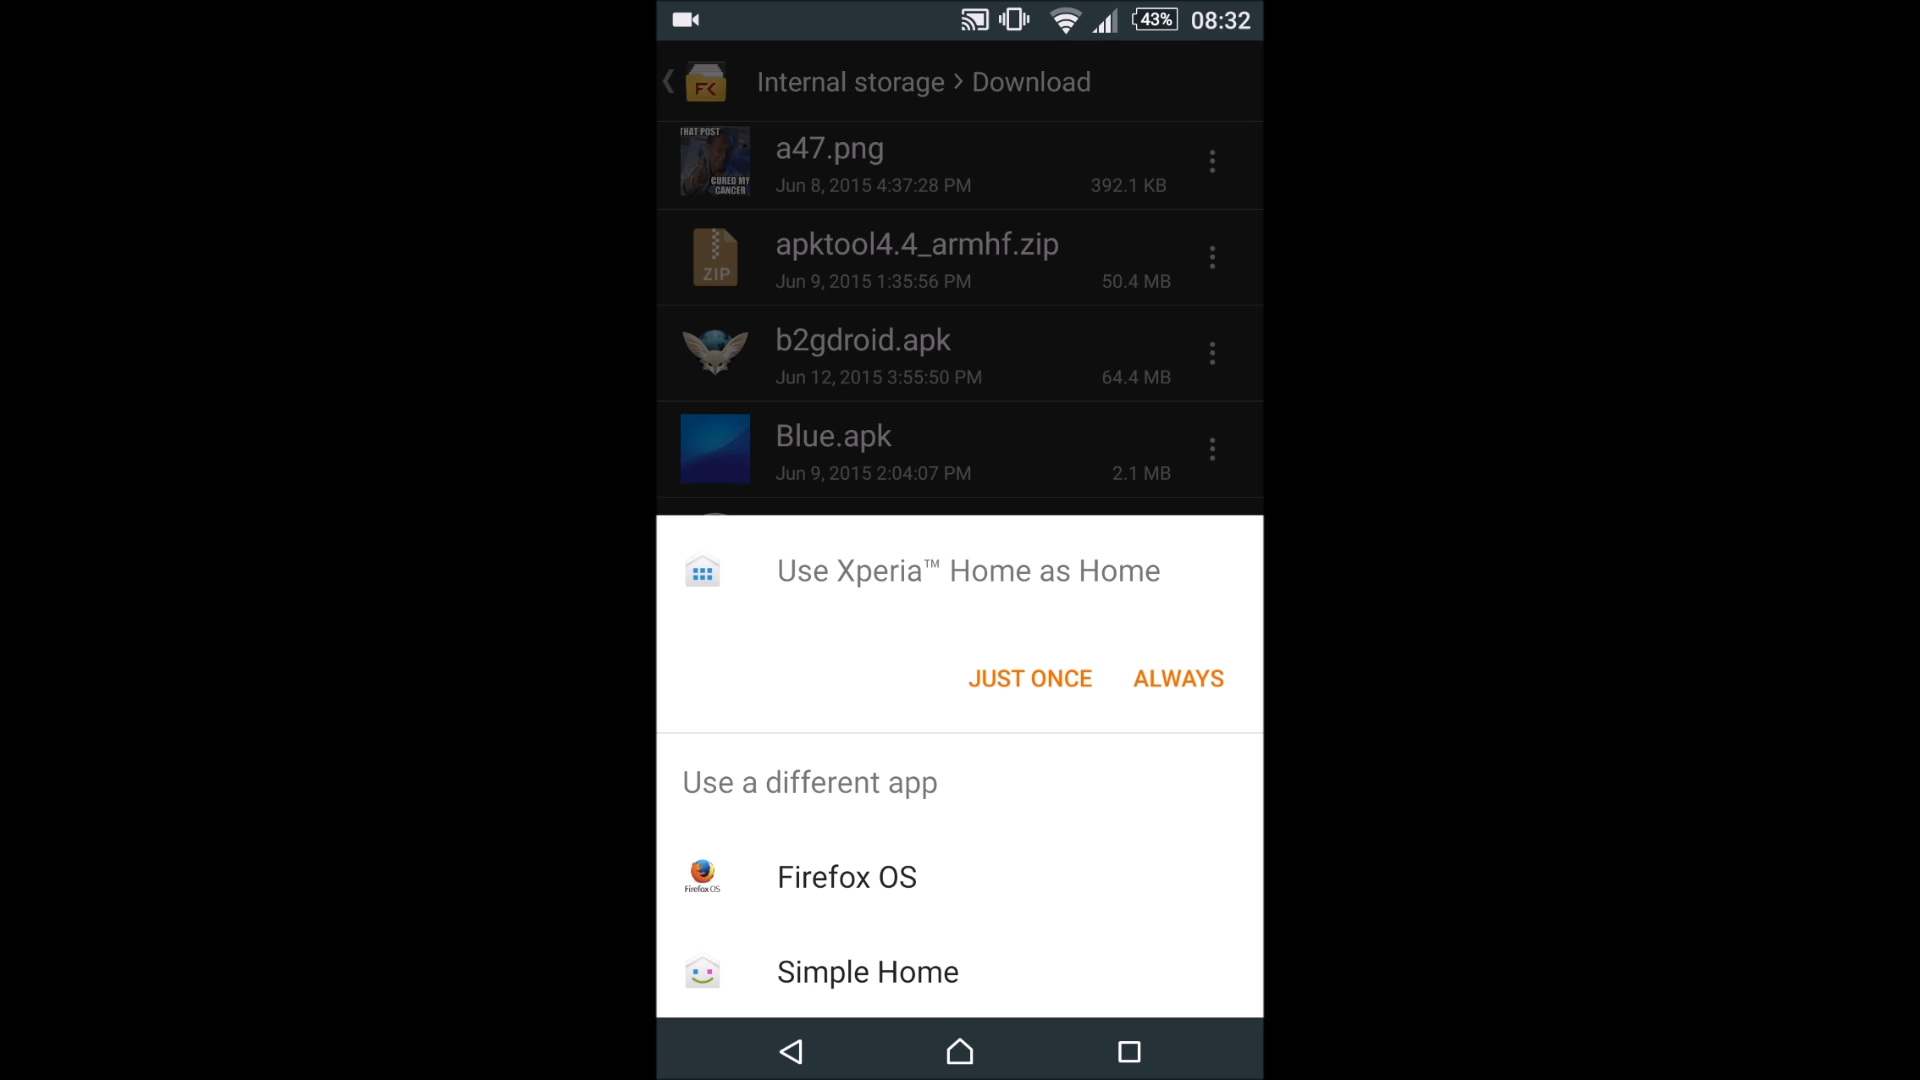 43% 08:32
FK Internal storage > Download
THAT POST
CURED MY
CANCER
a47.png
Jun 8, 2015 4:37:28 PM 392.1 KB
ZIP
apktool4.4_armhf.zip
Jun 9, 2015 1:35:56 PM 50.4 MB
b2gdroid.apk
Jun 12, 2015 3:55:50 PM 64.4 MB
Blue.apk
Jun 9, 2015 2:04:07 PM 2.1 MB
Use Xperia™ Home as Home
JUST ONCE ALWAYS
Use a different app
Firefox OS
Firefox OS
Simple Home